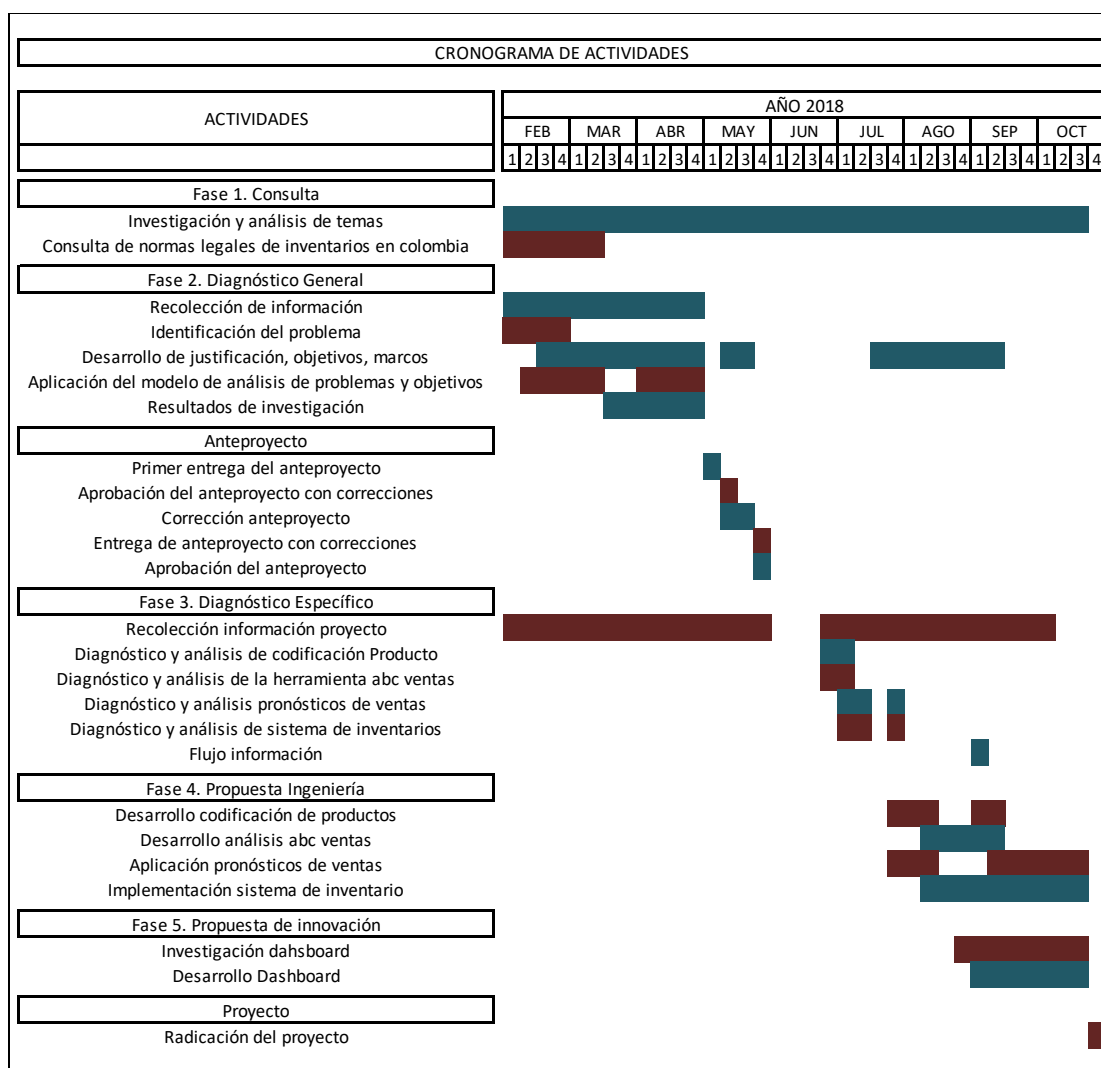 CRONOGRAMA DE ACTIVIDADES
ACTIVIDADES
AÑO 2018
FEB MAR ABR MAY JUN JUL AGO SEP OCT
1 2 3 4 1 2 3 4 1 2 3 4 1 2 3 4 1 2 3 4 1 2 3 4 1 2 3 4 1 2 3 4 1 2 3 4
Fase 1. Consulta
Investigación y análisis de temas
Consulta de normas legales de inventarios en colombia
Fase 2. Diagnóstico General
Recolección de información
Identificación del problema
Desarrollo de justificación, objetivos, marcos
Aplicación del modelo de análisis de problemas y objetivos
Resultados de investigación
Anteproyecto
Primer entrega del anteproyecto
Aprobación del anteproyecto con correcciones
Corrección anteproyecto
Entrega de anteproyecto con correcciones
Aprobación del anteproyecto
Fase 3. Diagnóstico Específico
Recolección información proyecto
Diagnóstico y análisis de codificación Producto
Diagnóstico y análisis de la herramienta abc ventas
Diagnóstico y análisis pronósticos de ventas
Diagnóstico y análisis de sistema de inventarios
Flujo información
Fase 4. Propuesta Ingeniería
Desarrollo codificación de productos
Desarrollo análisis abc ventas
Aplicación pronósticos de ventas
Implementación sistema de inventario
Fase 5. Propuesta de innovación
Investigación dahsboard
Desarrollo Dashboard
Proyecto
Radicación del proyecto